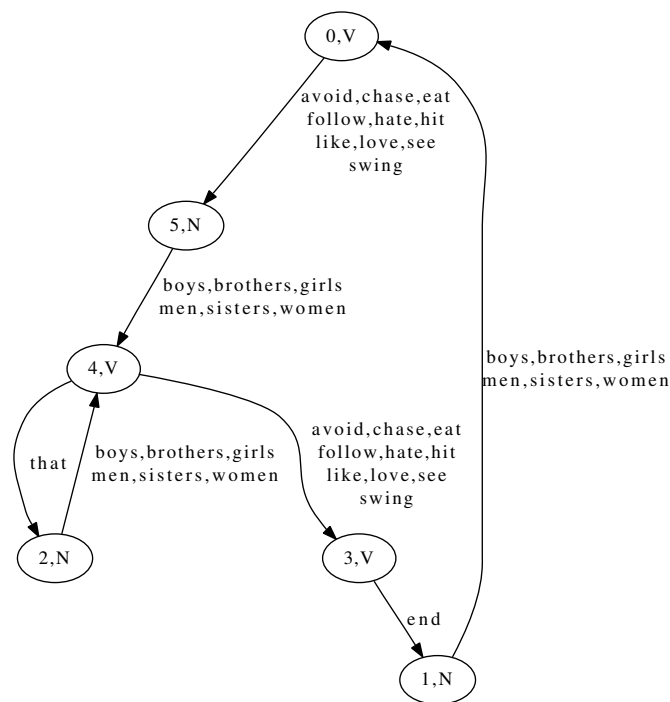 0,V
avoid,chase,eat
follow,hate,hit
like,love,see
swing
5,N
boys,brothers,girls
men,sisters,women
4,V
boys,brothers,girls
men,sisters,women
that
boys,brothers,girls
men,sisters,women
avoid,chase,eat
follow,hate,hit
like,love,see
swing
2,N
3,V
end
1,N